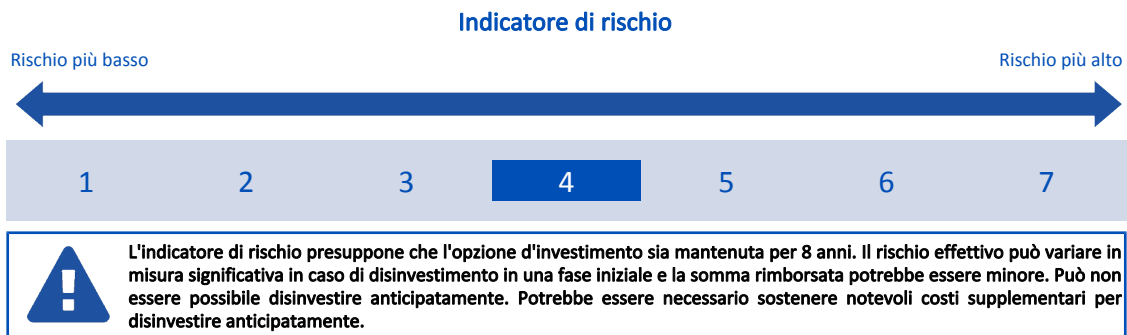 Indicatore di rischio
Rischio più basso Rischio più alto
1 2 3 4 5 6 7
L'indicatore di rischio presuppone che l'opzione d'investimento sia mantenuta per 8 anni. Il rischio effettivo può variare in
misura significativa in caso di disinvestimento in una fase iniziale e la somma rimborsata potrebbe essere minore. Può non
essere possibile disinvestire anticipatamente. Potrebbe essere necessario sostenere notevoli costi supplementari per
disinvestire anticipatamente.